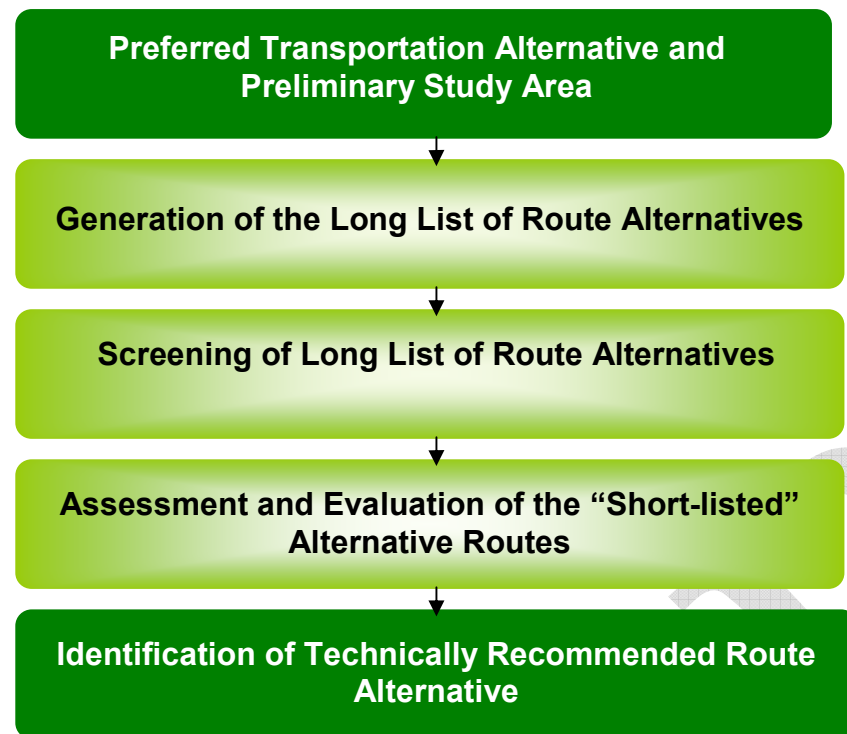 Preferred Transportation Alternative and
Preliminary Study Area
Generation of the Long List of Route Alternatives
Screening of Long List of Route Alternatives
Assessment and Evaluation of the “Short-listed”
Alternative Routes
Identification of Technically Recommended Route
Alternative